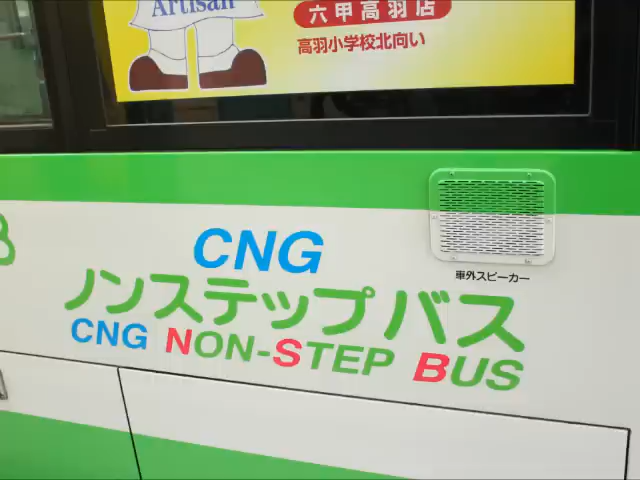 Artisan
六甲高羽店
高羽小学校北向い
CNG
車外スピーカー
ノンステップバス
CNG NON-STEP BUS